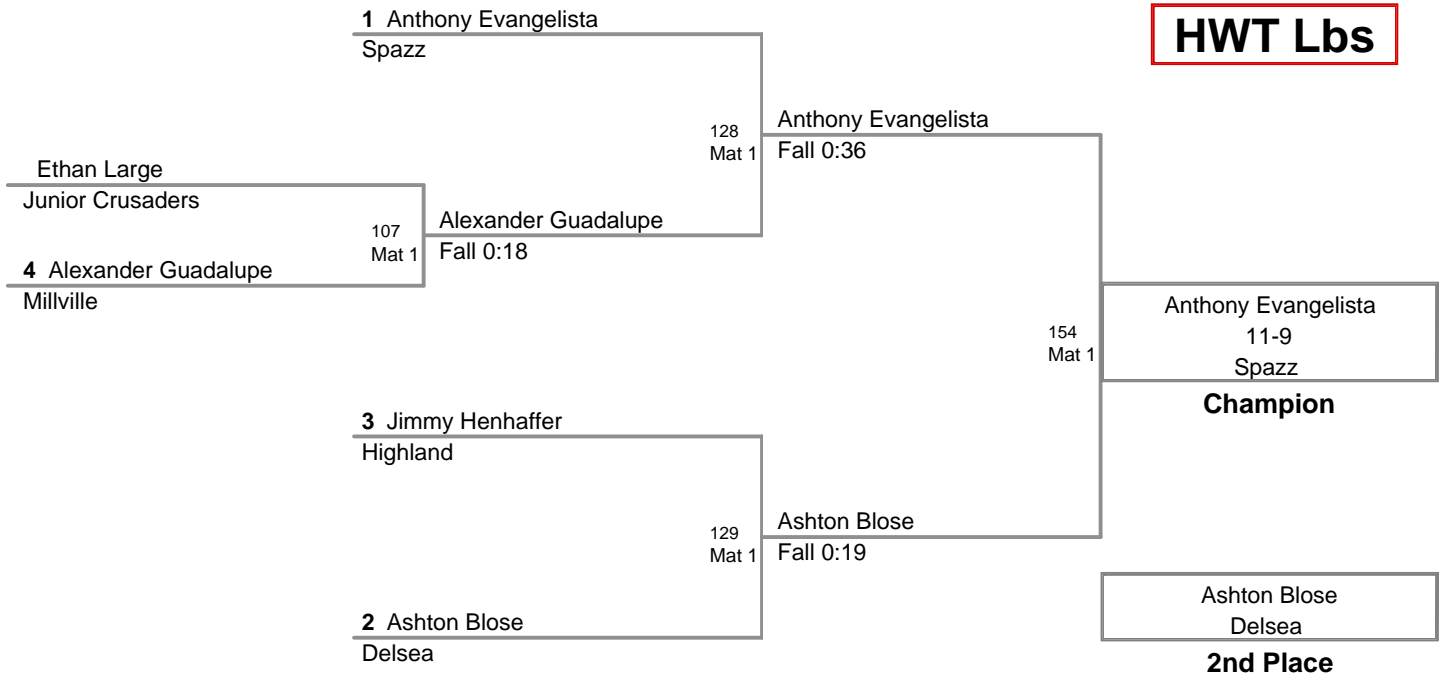 HWT Lbs
1 Anthony Evangelista
Spazz
128
Mat 1
Anthony Evangelista
Fall 0:36
Ethan Large
Junior Crusaders
107
Mat 1
Alexander Guadalupe
Fall 0:18
4 Alexander Guadalupe
Millville
154
Mat 1
Anthony Evangelista
11-9
Spazz
Champion
3 Jimmy Henhaffer
Highland
129
Mat 1
Ashton Blose
Fall 0:19
2 Ashton Blose
Delsea
Ashton Blose
Delsea
2nd Place